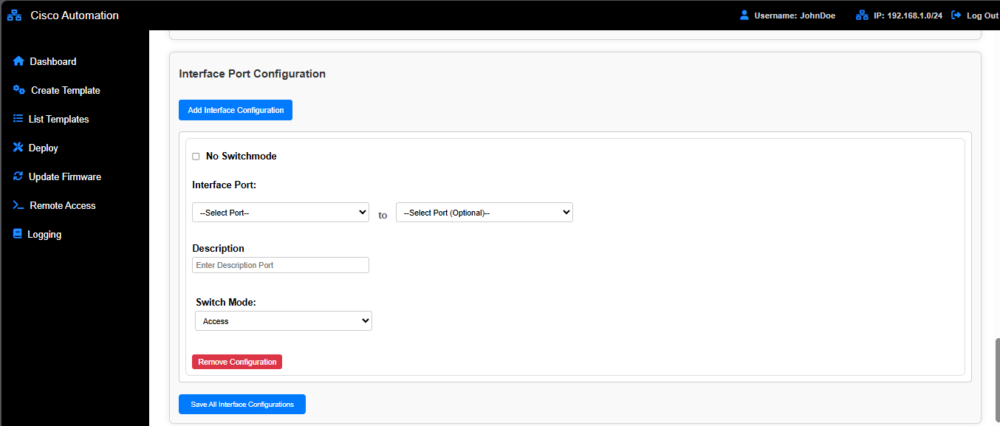 Cisco Automation
Username: JohnDoe
IP: 192.168.1.0/24
Log Out
Dashboard
Create Template
List Templates
Deploy
Update Firmware
Remote Access
Logging
Interface Port Configuration
Add Interface Configuration
No Switchmode
Interface Port:
--Select Port-- to --Select Port (Optional)--
Description
Enter Description Port
Switch Mode:
Access
Remove Configuration
Save All Interface Configurations